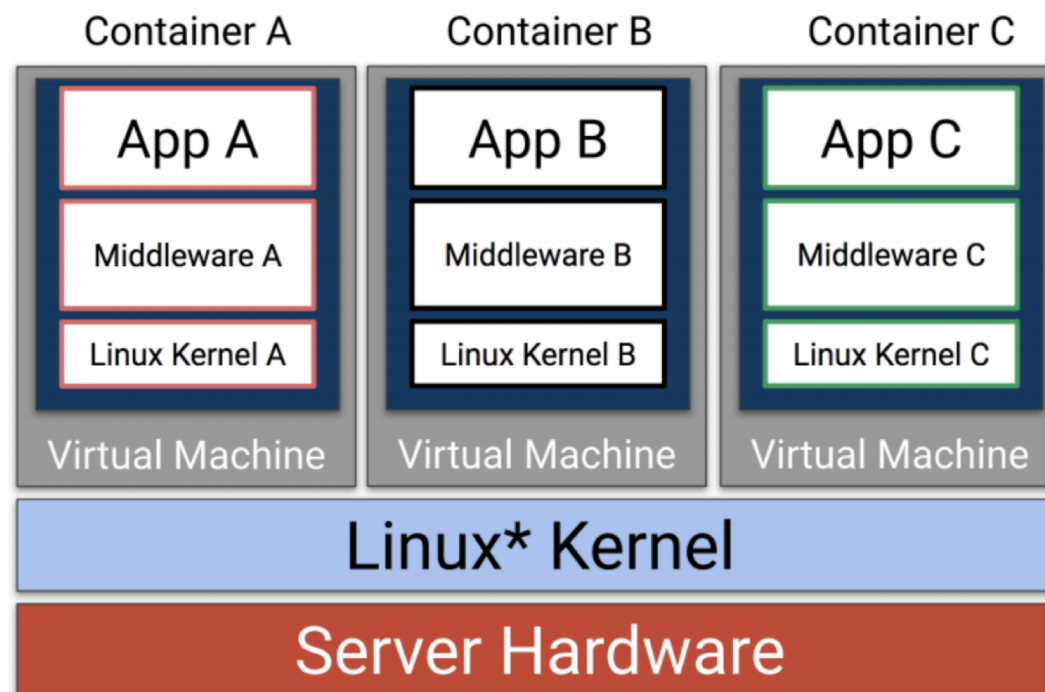 Container A
Container B
Container C
App A
App B
App C
Middleware A
Middleware B
Middleware C
Linux Kernel A
Linux Kernel B
Linux Kernel C
Virtual Machine
Virtual Machine
Virtual Machine
Linux* Kernel
Server Hardware